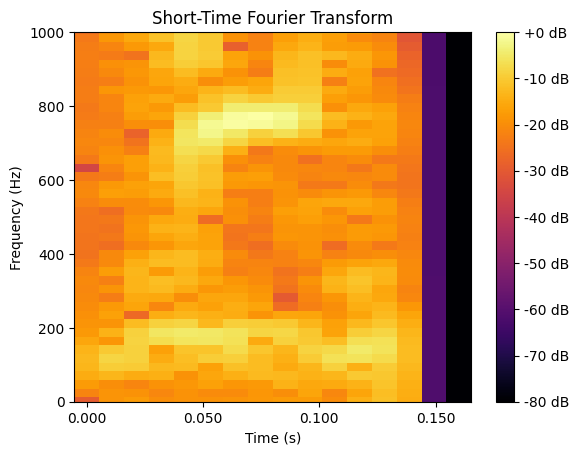 Short-Time Fourier Transform
1000
800
600
400
200
0
Frequency (Hz)
0.000
0.050
0.100
0.150
Time (s)
+0 dB
-10 dB
-20 dB
-30 dB
-40 dB
-50 dB
-60 dB
-70 dB
-80 dB